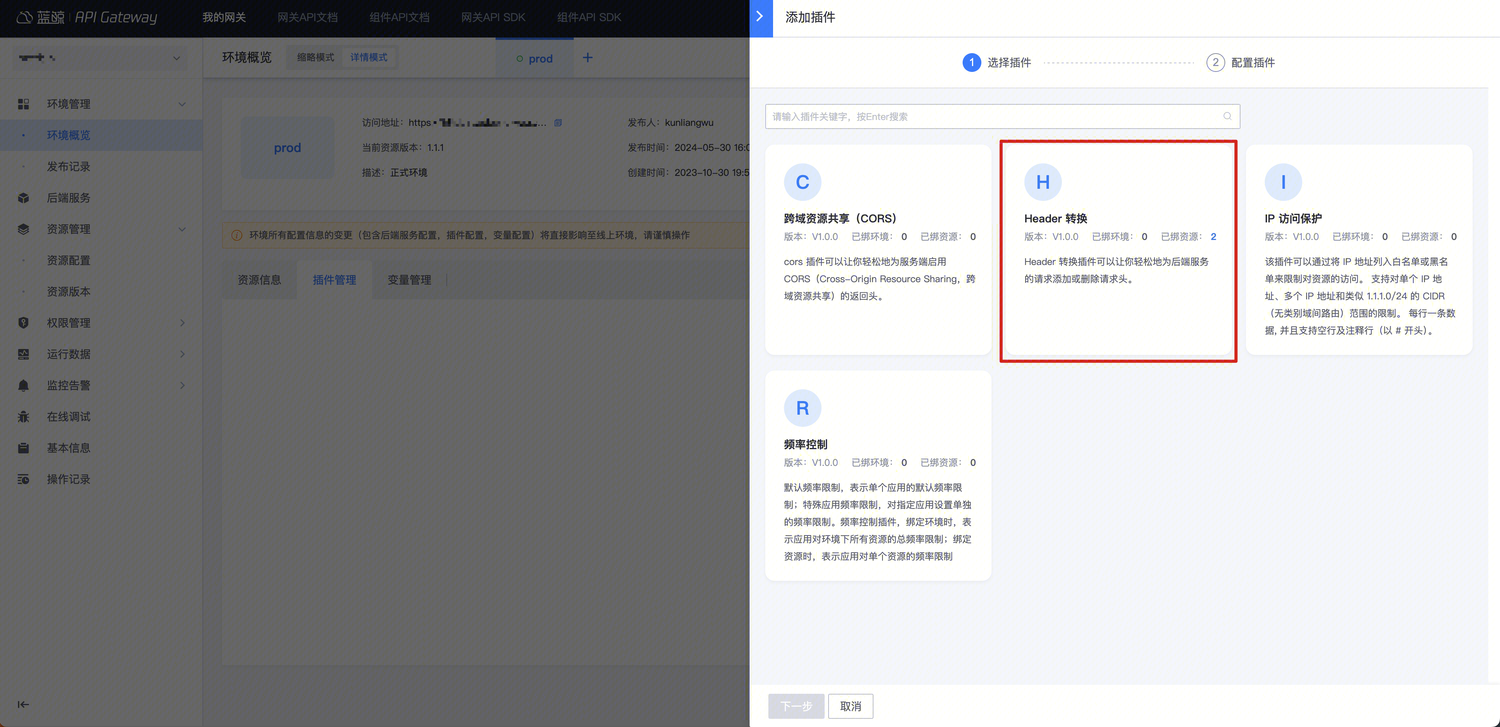 蓝鲸 | API Gateway
我的网关
网关API文档
组件API文档
网关API SDK
组件API SDK
环境管理
环境概览
发布记录
后端服务
资源管理
资源配置
资源版本
权限管理
运行数据
监控告警
在线调试
基本信息
操作记录
环境概览
缩略模式
详情模式
prod
+
prod
访问地址： https
发布人： kunliangwu
当前资源版本： 1.1.1
发布时间： 2024-05-30 16:0
描述： 正式环境
创建时间： 2023-10-30 19:5
环境所有配置信息的变更（包含后端服务配置，插件配置，变量配置）将直接影响至线上环境，请谨慎操作
资源信息
插件管理
变量管理
添加插件
1 选择插件
2 配置插件
请输入插件关键字，按Enter搜索
C
跨域资源共享（CORS）
版本： V1.0.0 已绑环境： 0 已绑资源： 0
cors 插件可以让你轻松地为服务端启用
CORS（Cross-Origin Resource Sharing，跨
域资源共享）的返回头。
H
Header 转换
版本： V1.0.0 已绑环境： 0 已绑资源： 2
Header 转换插件可以让你轻松地为后端服务
的请求添加或删除请求头。
I
IP 访问保护
版本： V1.0.0 已绑环境： 0 已绑资源： 0
该插件可以通过将 IP 地址列入白名单或黑名
单来限制对资源的访问。 支持对单个 IP 地
址、多个 IP 地址和类似 1.1.1.0/24 的 CIDR
（无类别域间路由）范围的限制。 每行一条数
据, 并且支持空行及注释行（以 # 开头）。
R
频率控制
版本： V1.0.0 已绑环境： 0 已绑资源： 0
默认频率限制，表示单个应用的默认频率限
制；特殊应用频率限制，对指定应用设置单独
的频率限制。频率控制插件，绑定环境时，表
示应用对环境下所有资源的总频率限制；绑定
资源时，表示应用对单个资源的频率限制
下一步
取消